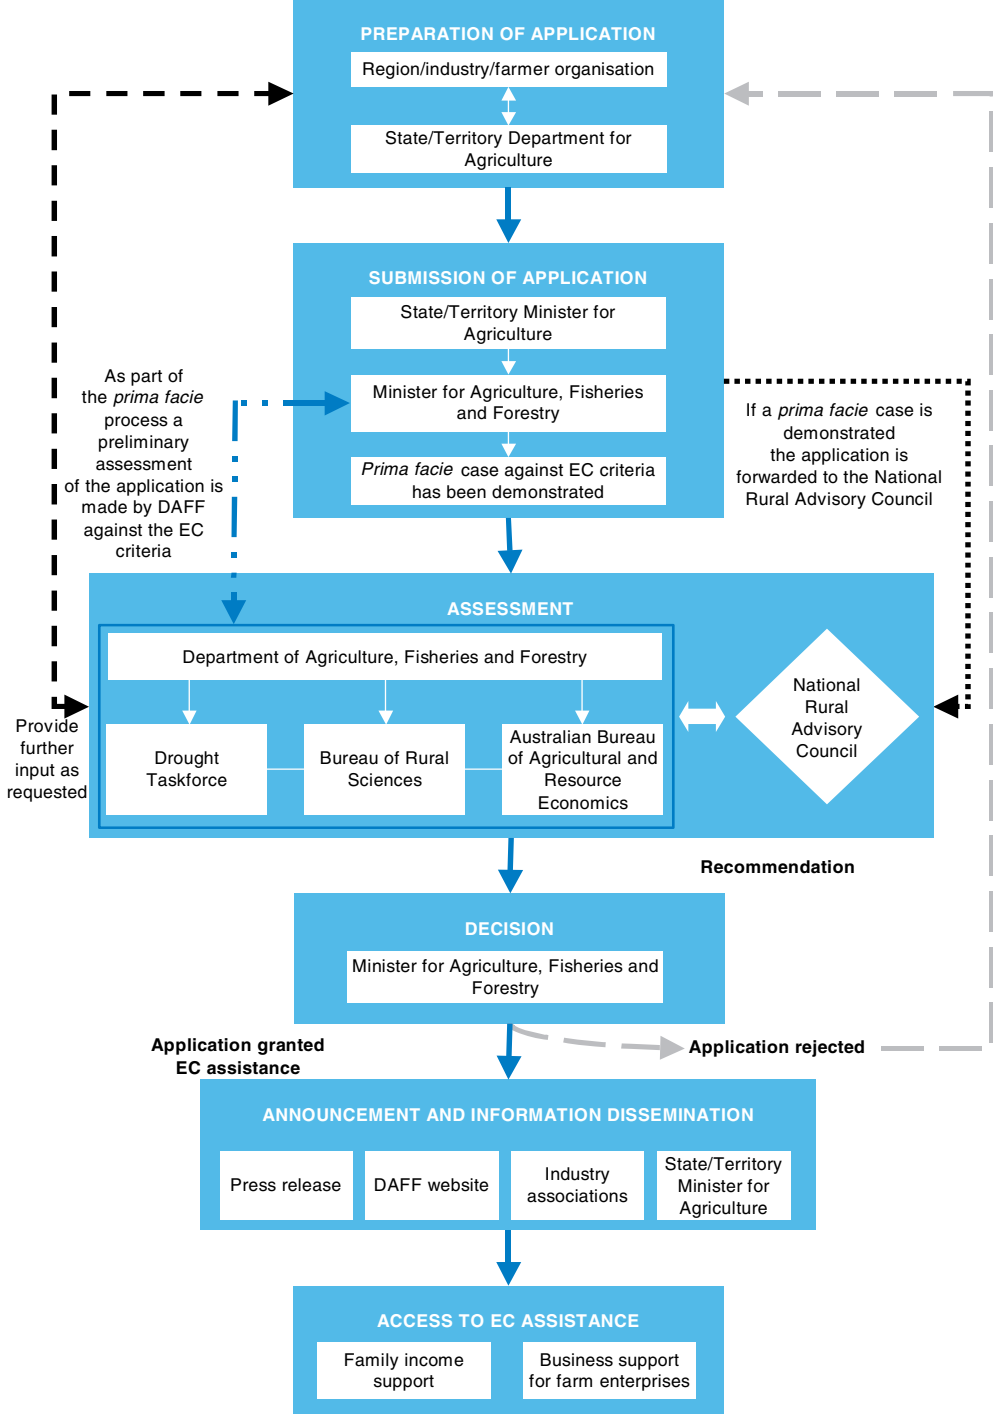 PREPARATION OF APPLICATION
Region/industry/farmer organisation
State/Territory Department for
Agriculture
SUBMISSION OF APPLICATION
State/Territory Minister for
Agriculture
Minister for Agriculture, Fisheries
and Forestry
Prima facie case against EC criteria
has been demonstrated
As part of
the prima facie
process a
preliminary
assessment
of the application is
made by DAFF
against the EC
criteria
If a prima facie case is
demonstrated
the application is
forwarded to the National
Rural Advisory Council
ASSESSMENT
Department of Agriculture, Fisheries and Forestry
Drought
Taskforce
Bureau of Rural
Sciences
Australian Bureau
of Agricultural and
Resource
Economics
National
Rural
Advisory
Council
Provide
further
input as
requested
Recommendation
DECISION
Minister for Agriculture, Fisheries and
Forestry
Application granted
EC assistance
Application rejected
ANNOUNCEMENT AND INFORMATION DISSEMINATION
Press release
DAFF website
Industry
associations
State/Territory
Minister for
Agriculture
ACCESS TO EC ASSISTANCE
Family income
support
Business support
for farm enterprises